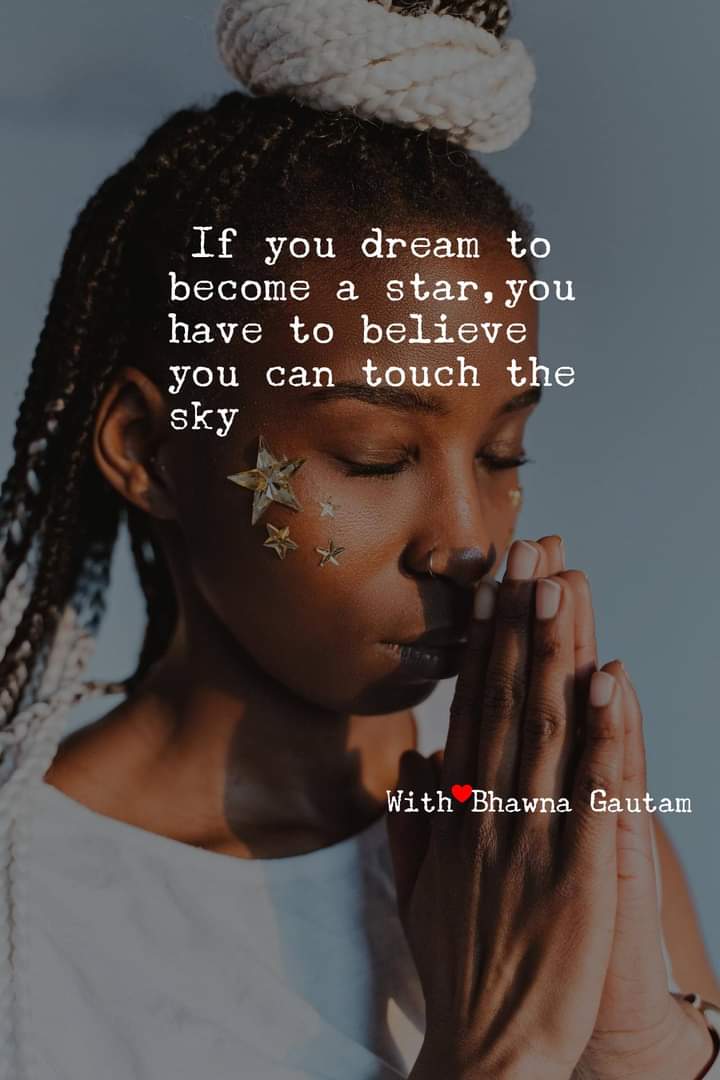 If you dream to
become a star,you
have to believe
you can touch the
sky
With❤Bhawna Gautam